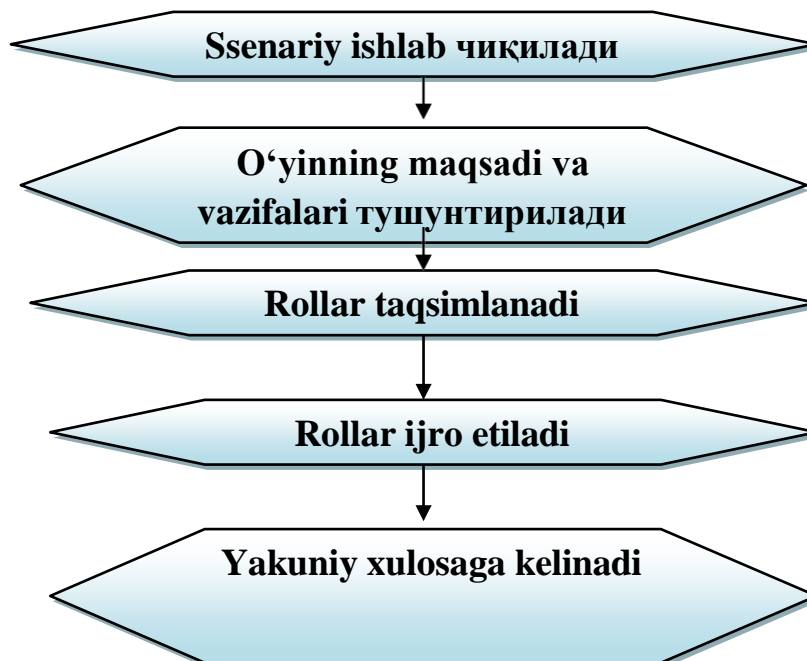 Ssenariy ishlab чиқилади
O‘yinning maqsadi va
vazifalari тушунтирилади
Rollar taqsimlanadi
Rollar ijro etiladi
Yakuniy xulosaga kelinadi